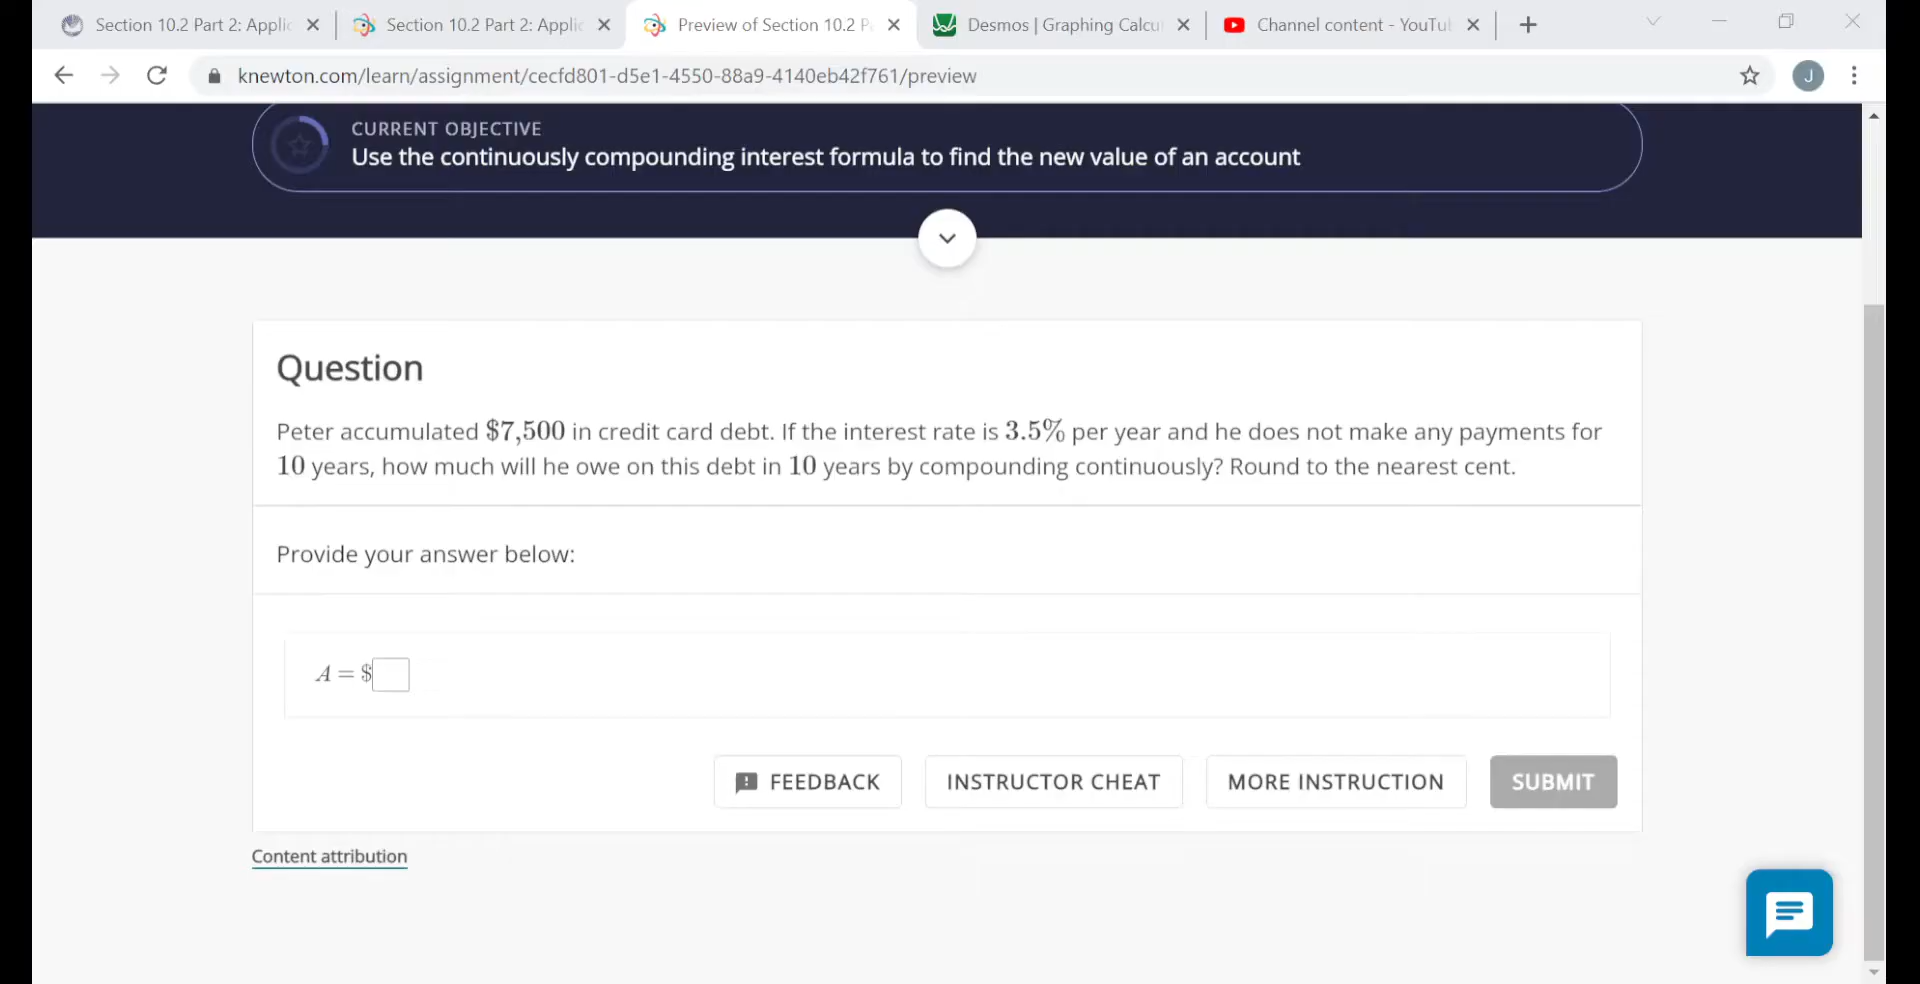 Section 10.2 Part 2: Applic
Section 10.2 Part 2: Applic
Preview of Section 10.2 P
Desmos | Graphing Calcu
Channel content - YouTu
knewton.com/learn/assignment/cecfd801-d5e1-4550-88a9-4140eb42f761/preview
J
CURRENT OBJECTIVE
Use the continuously compounding interest formula to find the new value of an account
Question
Peter accumulated $7,500 in credit card debt. If the interest rate is 3.5% per year and he does not make any payments for
10 years, how much will he owe on this debt in 10 years by compounding continuously? Round to the nearest cent.
Provide your answer below:
A = $
FEEDBACK
INSTRUCTOR CHEAT
MORE INSTRUCTION
SUBMIT
Content attribution